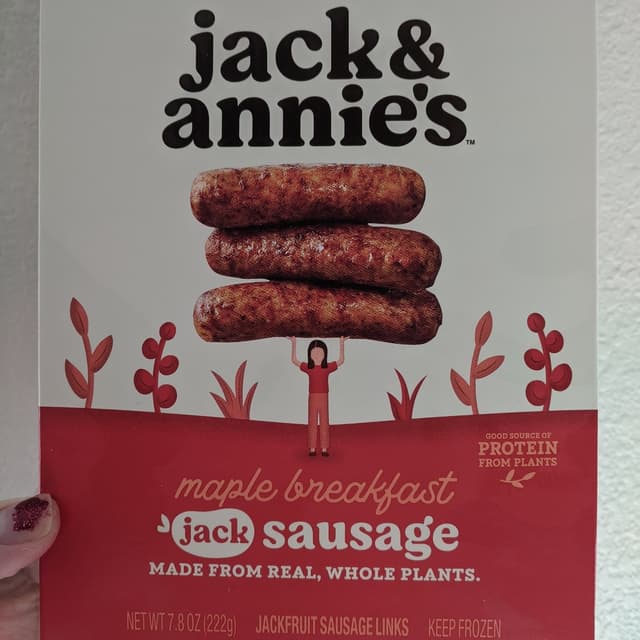 jack&
annie's™
GOOD SOURCE OF
PROTEIN
FROM PLANTS
maple breakfast
jack sausage
MADE FROM REAL, WHOLE PLANTS.
NET WT 7.8 OZ (222g) JACKFRUIT SAUSAGE LINKS KEEP FROZEN